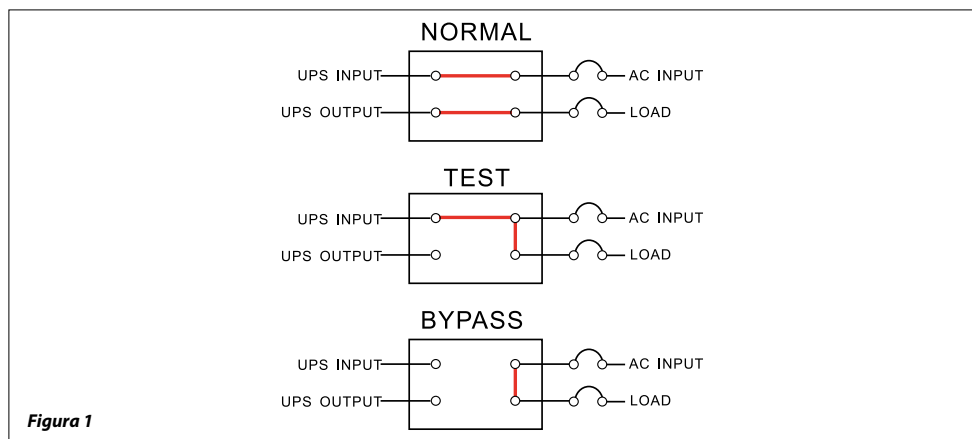 NORMAL
UPS INPUT
AC INPUT
UPS OUTPUT
LOAD
TEST
UPS INPUT
AC INPUT
UPS OUTPUT
LOAD
BYPASS
UPS INPUT
AC INPUT
UPS OUTPUT
LOAD
Figura 1